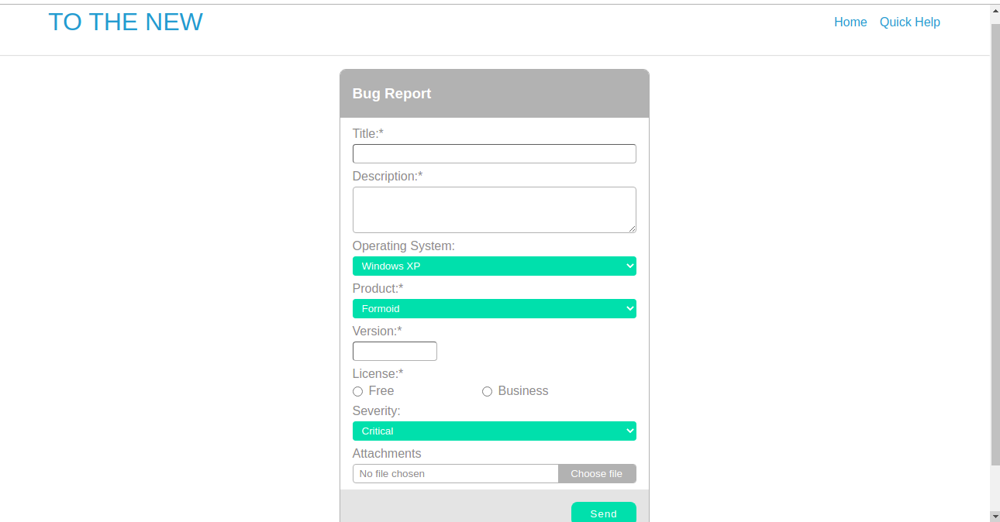 TO THE NEW
Home Quick Help
Bug Report
Title:*
Description:*
Operating System:
Windows XP
Product:*
Formoid
Version:*
License:*
Free Business
Severity:
Critical
Attachments
No file chosen Choose file
Send